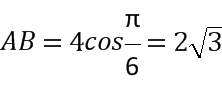 AB = 4cos π/6 = 2√3